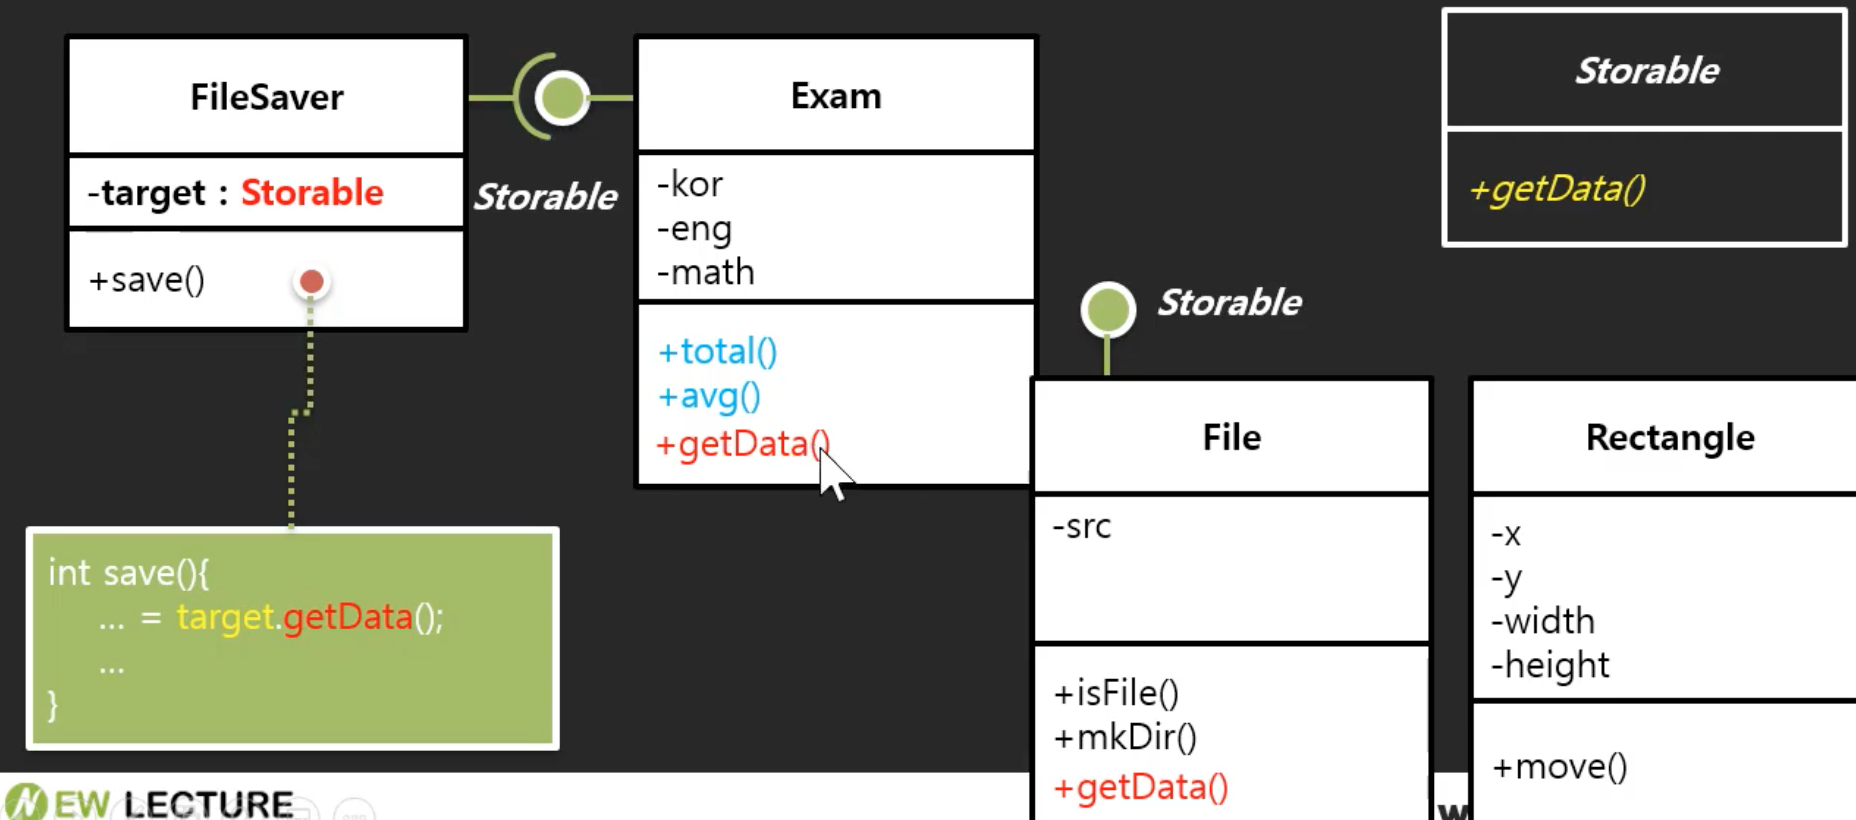 FileSaver
-target : Storable
+save()
Storable
Exam
-kor
-eng
-math
+total()
+avg()
+getData()
Storable
+getData()
Storable
File
-src
+isFile()
+mkDir()
+getData()
Rectangle
-x
-y
-width
-height
+move()
int save(){
... = target.getData();
...
}
NEW LECTURE
w